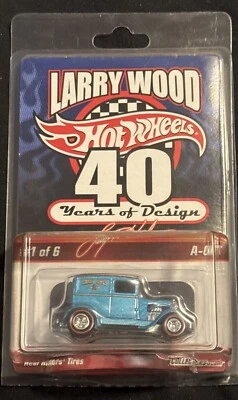 LARRY WOOD
Hot Wheels
40
Years of Design
#1 of 6
Real Riders Tires